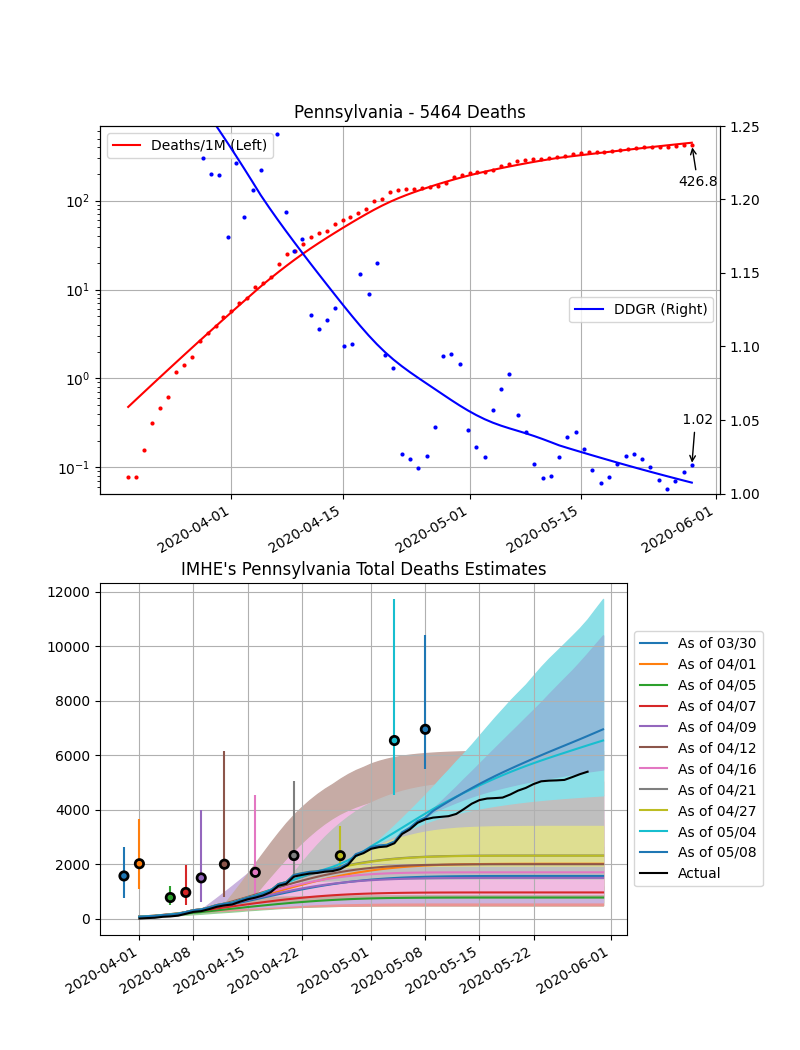 Pennsylvania - 5464 Deaths
Deaths/1M (Left)
DDGR (Right)
426.8
1.02
10²
10¹
10⁰
10⁻¹
1.25
1.20
1.15
1.10
1.05
1.00
2020-04-01
2020-04-15
2020-05-01
2020-05-15
2020-06-01
IMHE's Pennsylvania Total Deaths Estimates
12000
10000
8000
6000
4000
2000
0
2020-04-01
2020-04-08
2020-04-15
2020-04-22
2020-05-01
2020-05-08
2020-05-15
2020-05-22
2020-06-01
As of 03/30
As of 04/01
As of 04/05
As of 04/07
As of 04/09
As of 04/12
As of 04/16
As of 04/21
As of 04/27
As of 05/04
As of 05/08
Actual